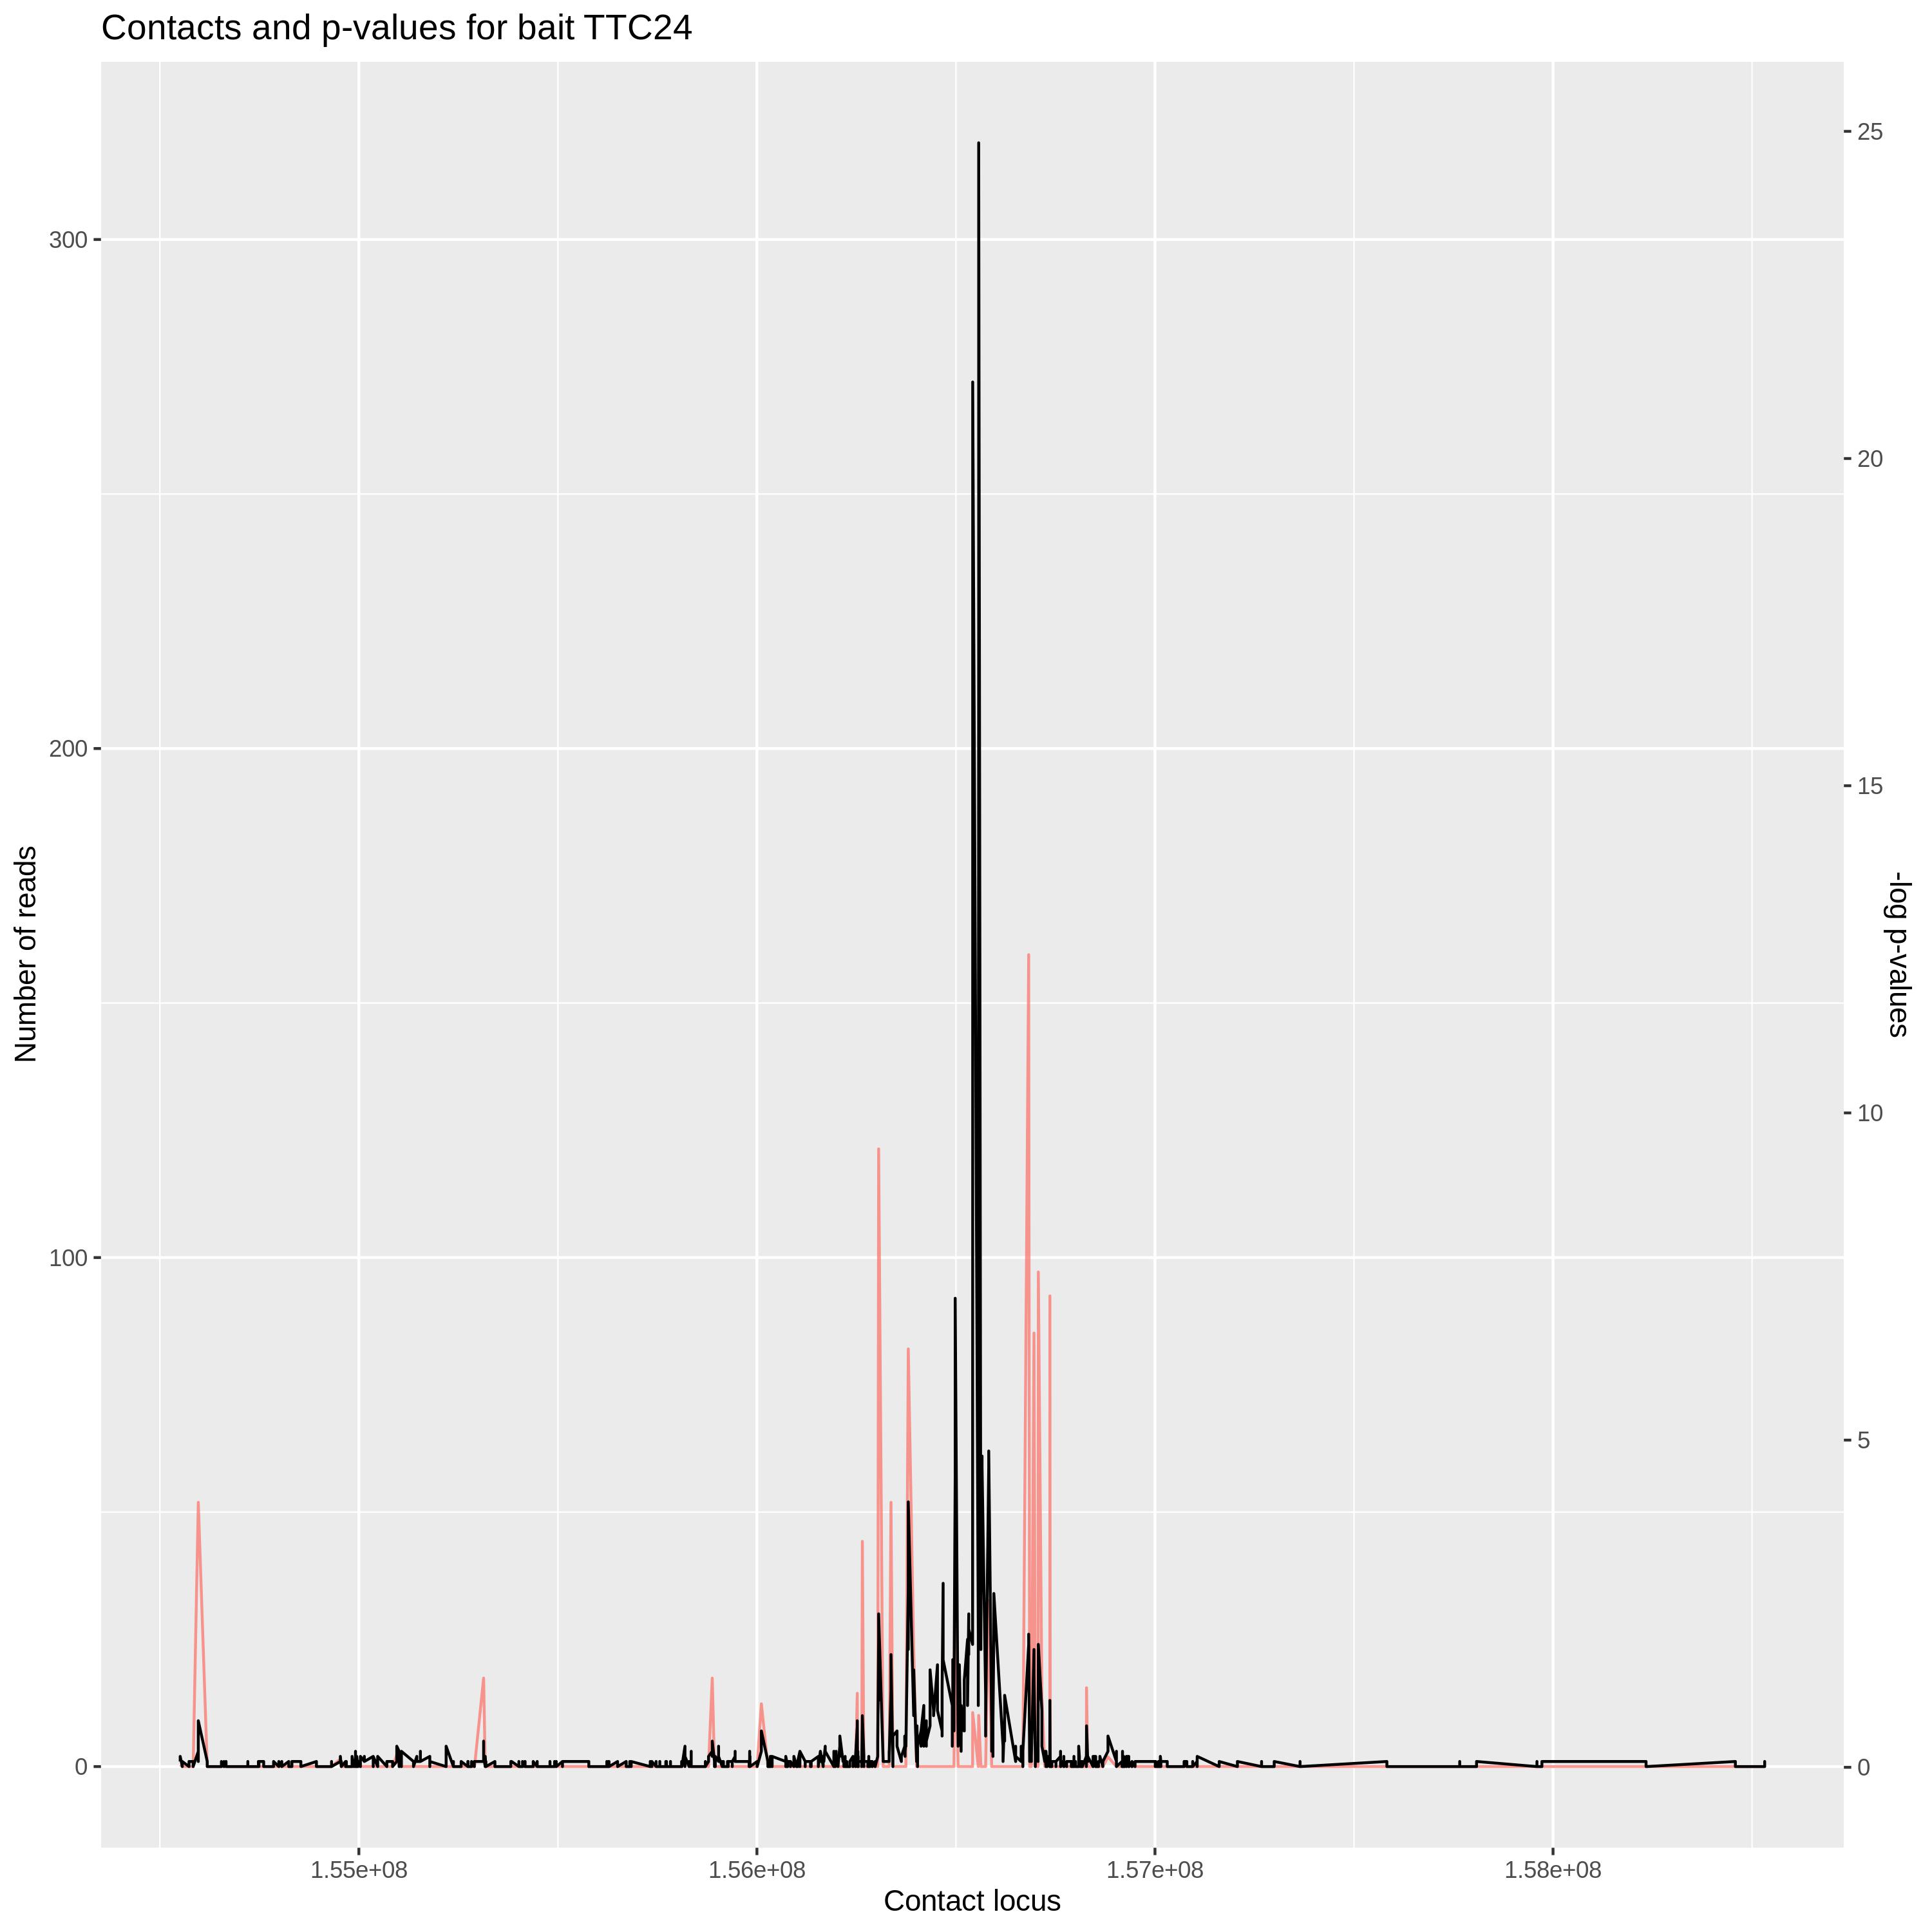 Contacts and p-values for bait TTC24
300
200
100
0
Number of reads
25
20
15
10
5
0
-log p-values
1.55e+08
1.56e+08
1.57e+08
1.58e+08
Contact locus